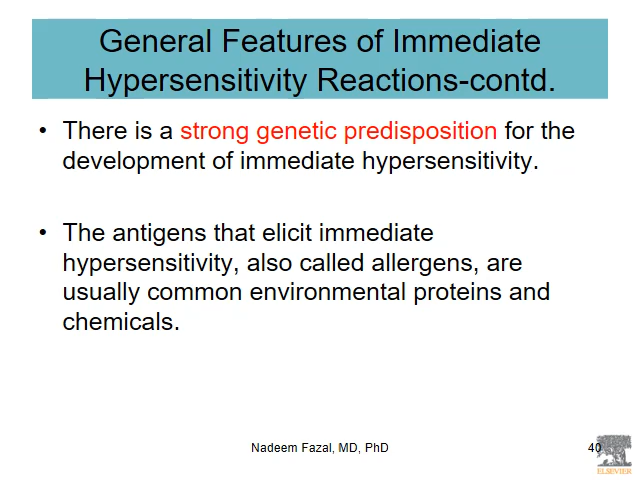 General Features of Immediate
Hypersensitivity Reactions-contd.
• There is a strong genetic predisposition for the
development of immediate hypersensitivity.
• The antigens that elicit immediate
hypersensitivity, also called allergens, are
usually common environmental proteins and
chemicals.
Nadeem Fazal, MD, PhD
40
ELSEVIER